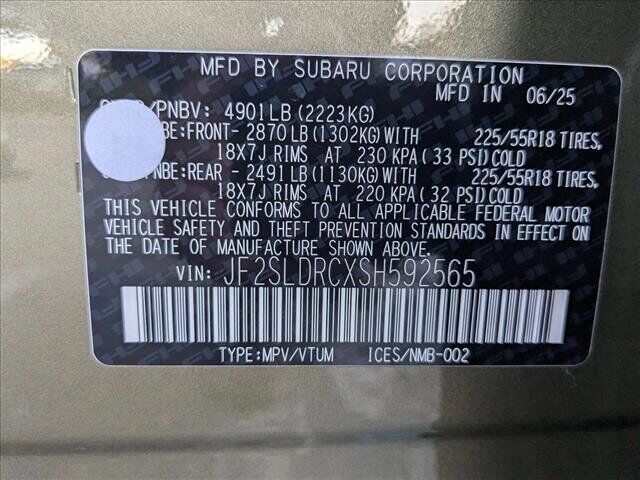 MFD BY SUBARU CORPORATION
MFD IN 06/25
/PNBV: 4901LB (2223KG)
BE:FRONT- 2870 LB (1302KG) WITH 225/55R18 TIRES,
18X7J RIMS AT 230 KPA (33 PSI) COLD
NBE:REAR - 2491 LB (1130KG) WITH 225/55R18 TIRES,
18X7J RIMS AT 220 KPA (32 PSI) COLD
THIS VEHICLE CONFORMS TO ALL APPLICABLE FEDERAL MOTOR
VEHICLE SAFETY AND THEFT PREVENTION STANDARDS IN EFFECT ON
THE DATE OF MANUFACTURE SHOWN ABOVE.
VIN: JF2SLDRCXSH592565
TYPE:MPV/VTUM ICES/NMB-002